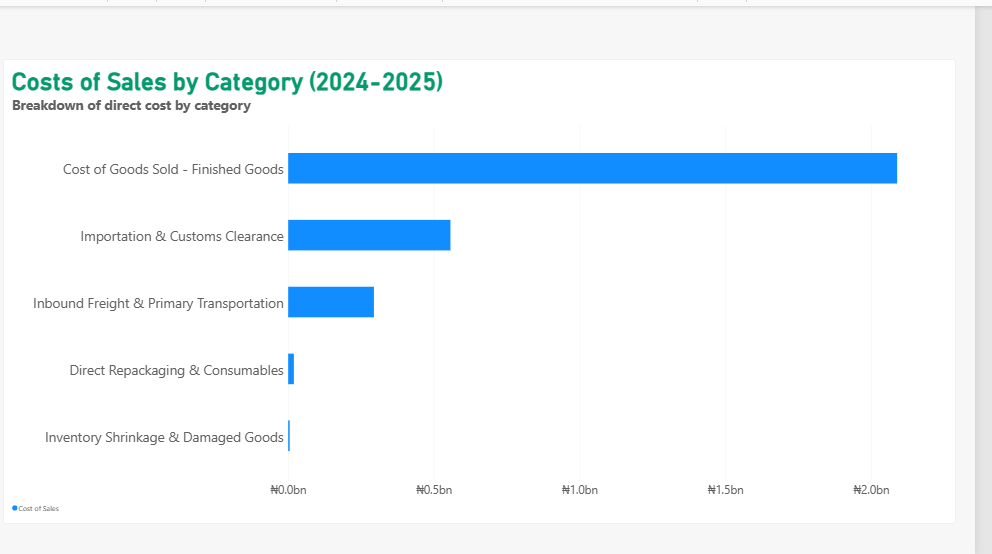 Costs of Sales by Category (2024-2025)
Breakdown of direct cost by category
Cost of Goods Sold - Finished Goods
Importation & Customs Clearance
Inbound Freight & Primary Transportation
Direct Repackaging & Consumables
Inventory Shrinkage & Damaged Goods
₦0.0bn ₦0.5bn ₦1.0bn ₦1.5bn ₦2.0bn
Cost of Sales